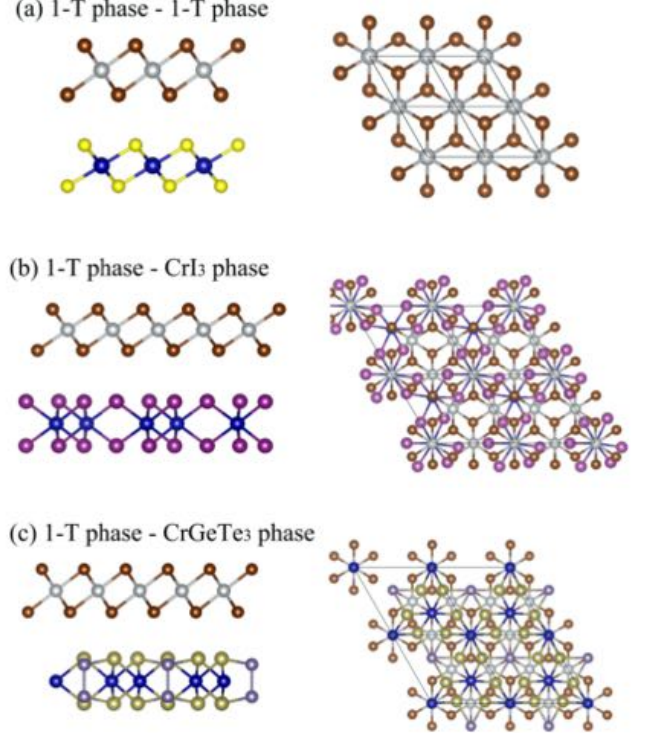 (a) 1-T phase - 1-T phase
(b) 1-T phase - CrI₃ phase
(c) 1-T phase - CrGeTe₃ phase